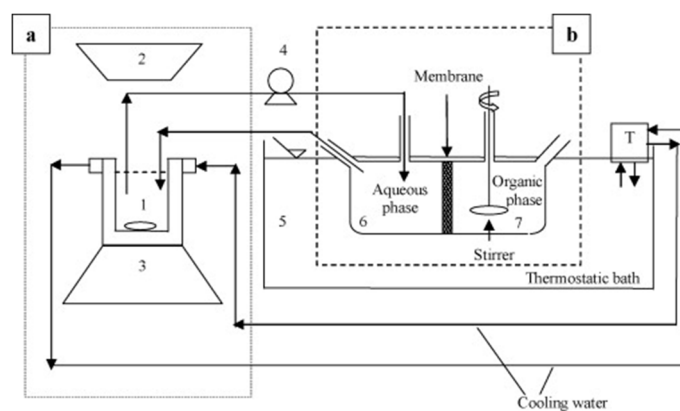 a
2
4
b
Membrane
T
1
Aqueous
phase
Organic
phase
5
6
7
3
Stirrer
Thermostatic bath
Cooling water